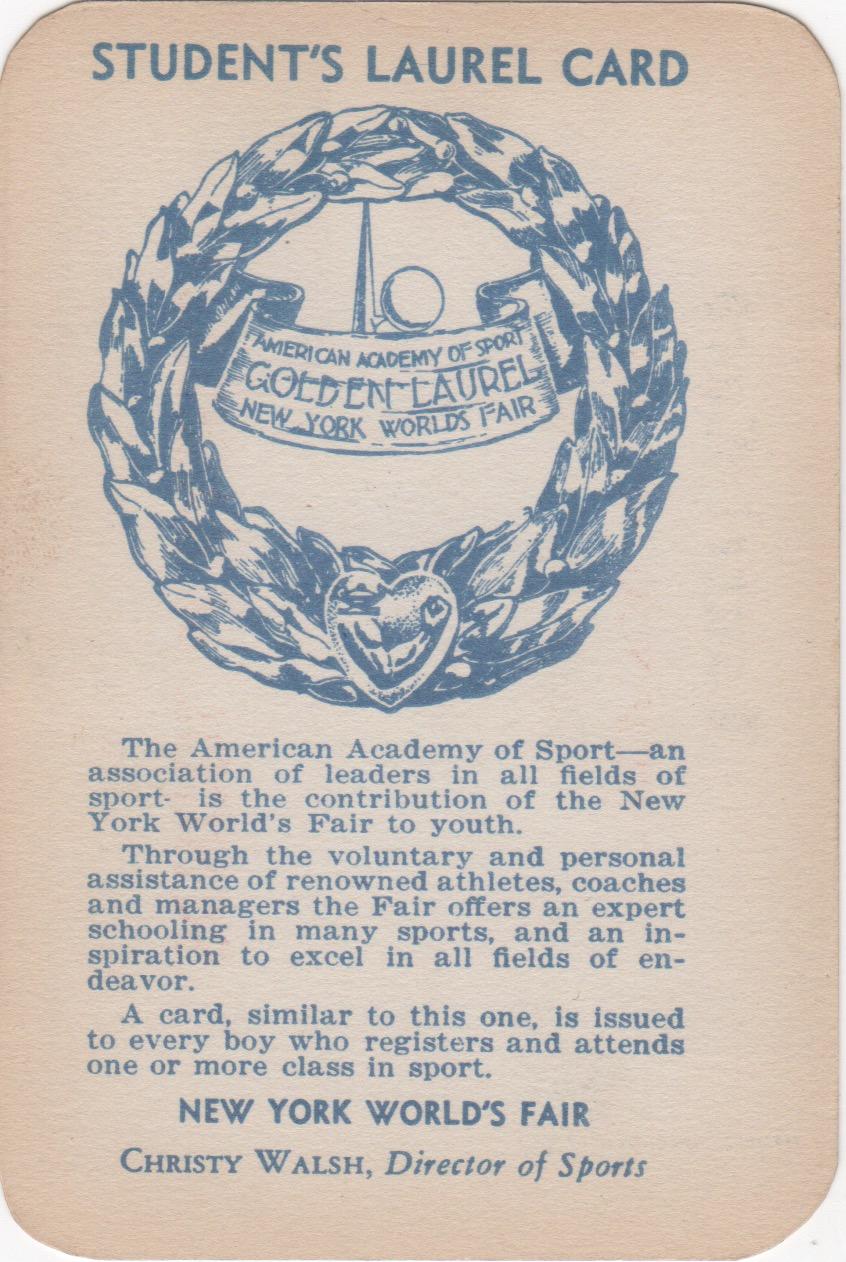 STUDENT'S LAUREL CARD
AMERICAN ACADEMY OF SPORT
GOLDEN LAUREL
NEW YORK WORLDS FAIR
The American Academy of Sport—an
association of leaders in all fields of
sport- is the contribution of the New
York World's Fair to youth.
Through the voluntary and personal
assistance of renowned athletes, coaches
and managers the Fair offers an expert
schooling in many sports, and an in-
spiration to excel in all fields of en-
deavor.
A card, similar to this one, is issued
to every boy who registers and attends
one or more class in sport.
NEW YORK WORLD'S FAIR
CHRISTY WALSH, Director of Sports